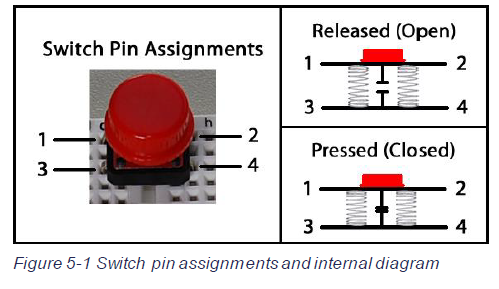 Switch Pin Assignments
1
2
3
4
h
Released (Open)
1
2
3
4
Pressed (Closed)
1
2
3
4
Figure 5-1 Switch pin assignments and internal diagram